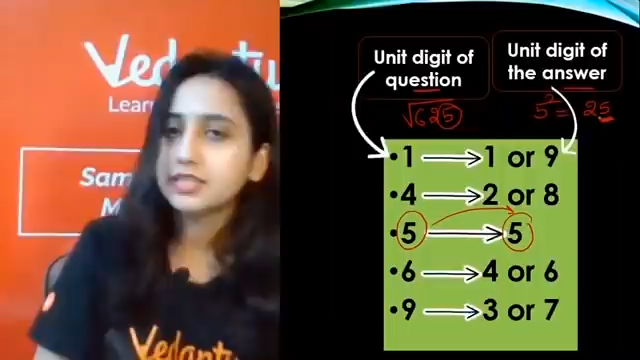 Vedantu
Lear
Sam
M
Vedantu
Unit digit of
question
Unit digit of
the answer
√625
5² = 25
•1 → 1 or 9
•4 → 2 or 8
•5 → 5
•6 → 4 or 6
•9 → 3 or 7